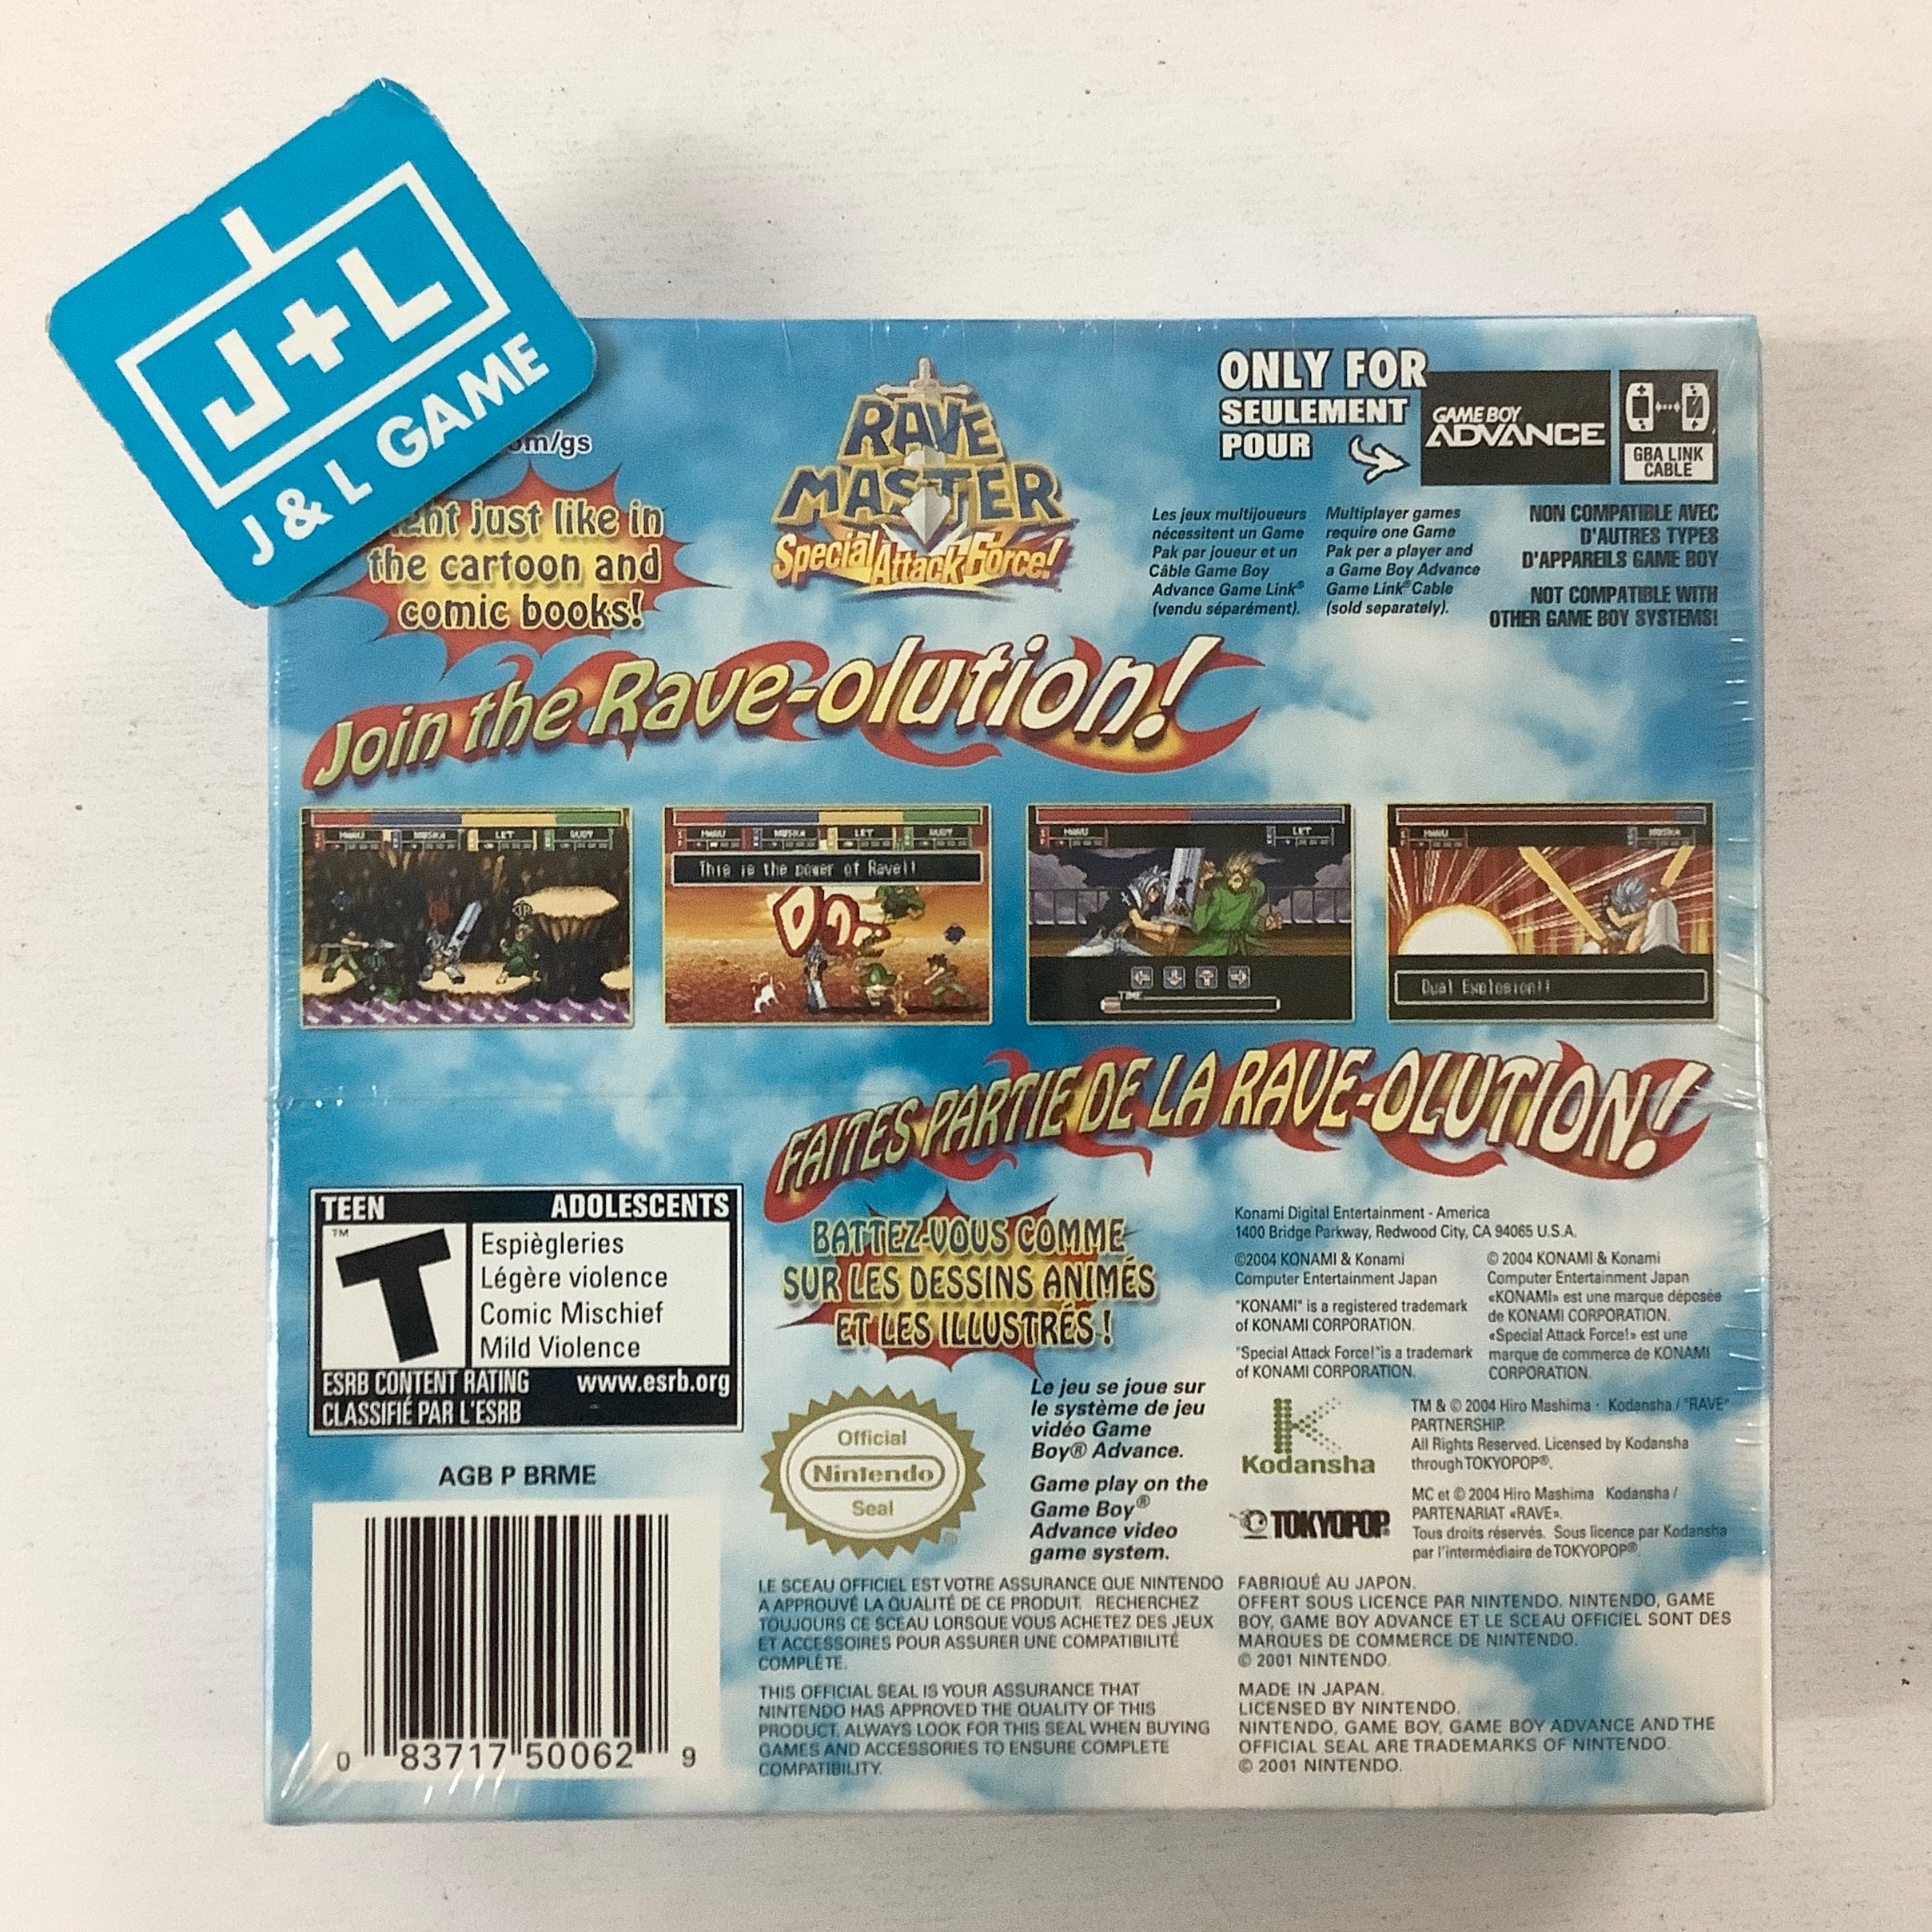 J+L
J & L GAME
om/gs
just like in
the cartoon and
comic books!
RAVE
MASTER
Special Attack Force!
ONLY FOR
SEULEMENT
POUR
GAME BOY
ADVANCE
GBA LINK
CABLE
Les jeux multijoueurs
nécessitent un Game
Pak par joueur et un
Câble Game Boy
Advance Game Link®
(vendu séparément).
Multiplayer games
require one Game
Pak per a player and
a Game Boy Advance
Game Link® Cable
(sold separately).
NON COMPATIBLE AVEC
D'AUTRES TYPES
D'APPAREILS GAME BOY
NOT COMPATIBLE WITH
OTHER GAME BOY SYSTEMS!
Join the Rave-olution!
HARU MUSIKA LET RUBY
HARU MUSIKA LET RUBY
This is the power of Rave!!
HARU LET
TIME
HARU MUSIKA
Dual Explosion!!
FAITES PARTIE DE LA RAVE-OLUTION!
TEEN ADOLESCENTS
T
™
Espiègleries
Légère violence
Comic Mischief
Mild Violence
ESRB CONTENT RATING www.esrb.org
CLASSIFIÉ PAR L'ESRB
AGB P BRME
0 83717 50062 9
BATTEZ-VOUS COMME
SUR LES DESSINS ANIMÉS
ET LES ILLUSTRÉS !
Official
Nintendo
Seal
Le jeu se joue sur
le système de jeu
vidéo Game
Boy® Advance.
Game play on the
Game Boy®
Advance video
game system.
Konami Digital Entertainment - America
1400 Bridge Parkway, Redwood City, CA 94065 U.S.A.
©2004 KONAMI & Konami
Computer Entertainment Japan
"KONAMI" is a registered trademark
of KONAMI CORPORATION.
"Special Attack Force!"is a trademark
of KONAMI CORPORATION.
© 2004 KONAMI & Konami
Computer Entertainment Japan
«KONAMI» est une marque déposée
de KONAMI CORPORATION.
«Special Attack Force!» est une
marque de commerce de KONAMI
CORPORATION.
Kodansha
TOKYOPOP
TM & © 2004 Hiro Mashima · Kodansha / "RAVE"
PARTNERSHIP.
All Rights Reserved. Licensed by Kodansha
through TOKYOPOP®.
MC et © 2004 Hiro Mashima Kodansha /
PARTENARIAT «RAVE».
Tous droits réservés. Sous licence par Kodansha
par l'intermédiaire de TOKYOPOP®.
LE SCEAU OFFICIEL EST VOTRE ASSURANCE QUE NINTENDO
A APPROUVÉ LA QUALITÉ DE CE PRODUIT. RECHERCHEZ
TOUJOURS CE SCEAU LORSQUE VOUS ACHETEZ DES JEUX
ET ACCESSOIRES POUR ASSURER UNE COMPATIBILITÉ
COMPLÈTE.
THIS OFFICIAL SEAL IS YOUR ASSURANCE THAT
NINTENDO HAS APPROVED THE QUALITY OF THIS
PRODUCT. ALWAYS LOOK FOR THIS SEAL WHEN BUYING
GAMES AND ACCESSORIES TO ENSURE COMPLETE
COMPATIBILITY.
FABRIQUÉ AU JAPON.
OFFERT SOUS LICENCE PAR NINTENDO. NINTENDO, GAME
BOY, GAME BOY ADVANCE ET LE SCEAU OFFICIEL SONT DES
MARQUES DE COMMERCE DE NINTENDO.
© 2001 NINTENDO.
MADE IN JAPAN.
LICENSED BY NINTENDO.
NINTENDO, GAME BOY, GAME BOY ADVANCE AND THE
OFFICIAL SEAL ARE TRADEMARKS OF NINTENDO.
© 2001 NINTENDO.